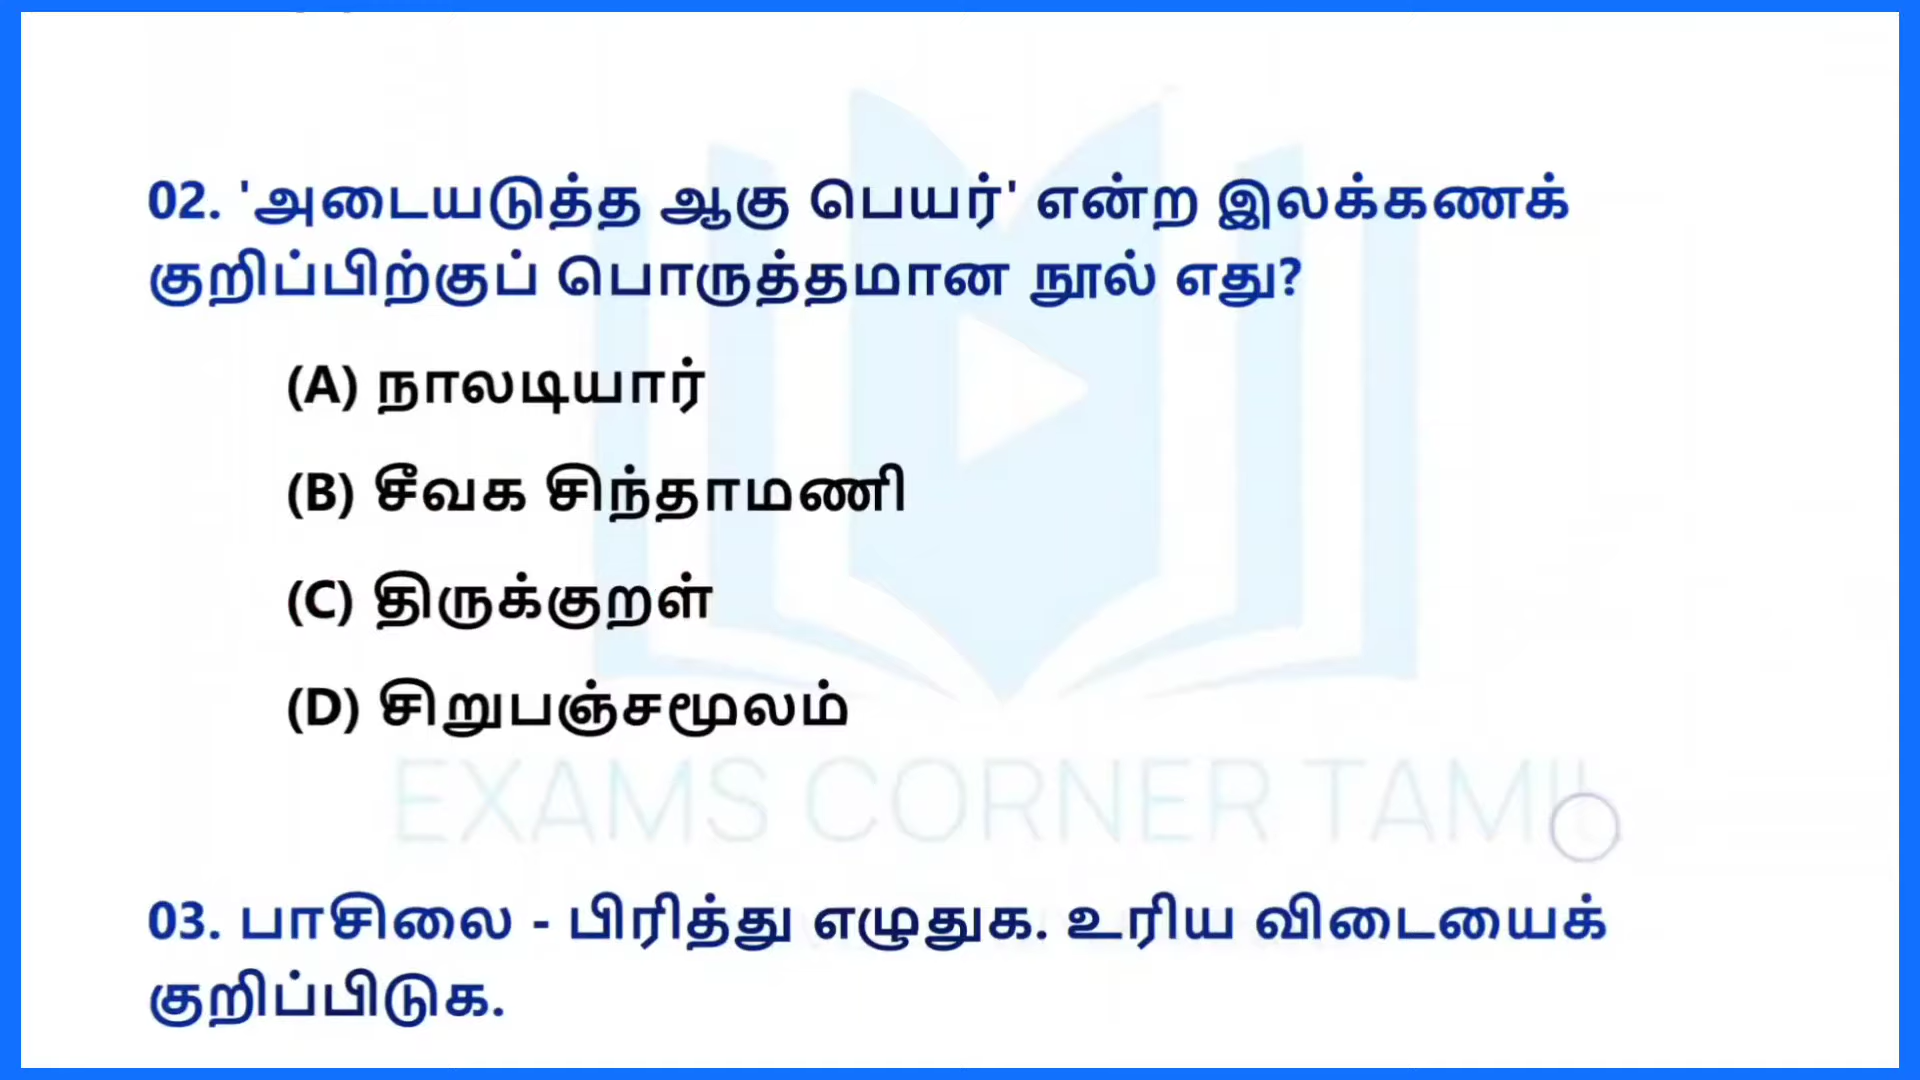 02. 'அடையடுத்த ஆகு பெயர்' என்ற இலக்கணக்
குறிப்பிற்குப் பொருத்தமான நூல் எது?
(A) நாலடியார்
(B) சீவக சிந்தாமணி
(C) திருக்குறள்
(D) சிறுபஞ்சமூலம்
EXAMS CORNER TAMIL
03. பாசிலை - பிரித்து எழுதுக. உரிய விடையைக்
குறிப்பிடுக.